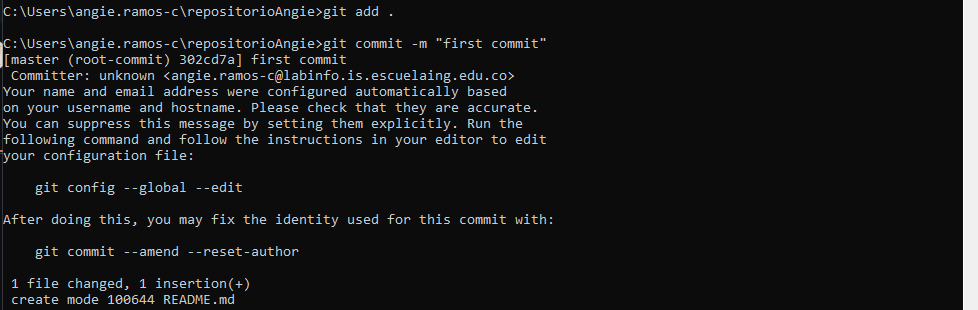 C:\Users\angie.ramos-c\repositorioAngie>git add .
C:\Users\angie.ramos-c\repositorioAngie>git commit -m "first commit"
[master (root-commit) 302cd7a] first commit
 Committer: unknown <angie.ramos-c@labinfo.is.escuelaing.edu.co>
Your name and email address were configured automatically based
on your username and hostname. Please check that they are accurate.
You can suppress this message by setting them explicitly. Run the
following command and follow the instructions in your editor to edit
your configuration file:
    git config --global --edit
After doing this, you may fix the identity used for this commit with:
    git commit --amend --reset-author
 1 file changed, 1 insertion(+)
 create mode 100644 README.md